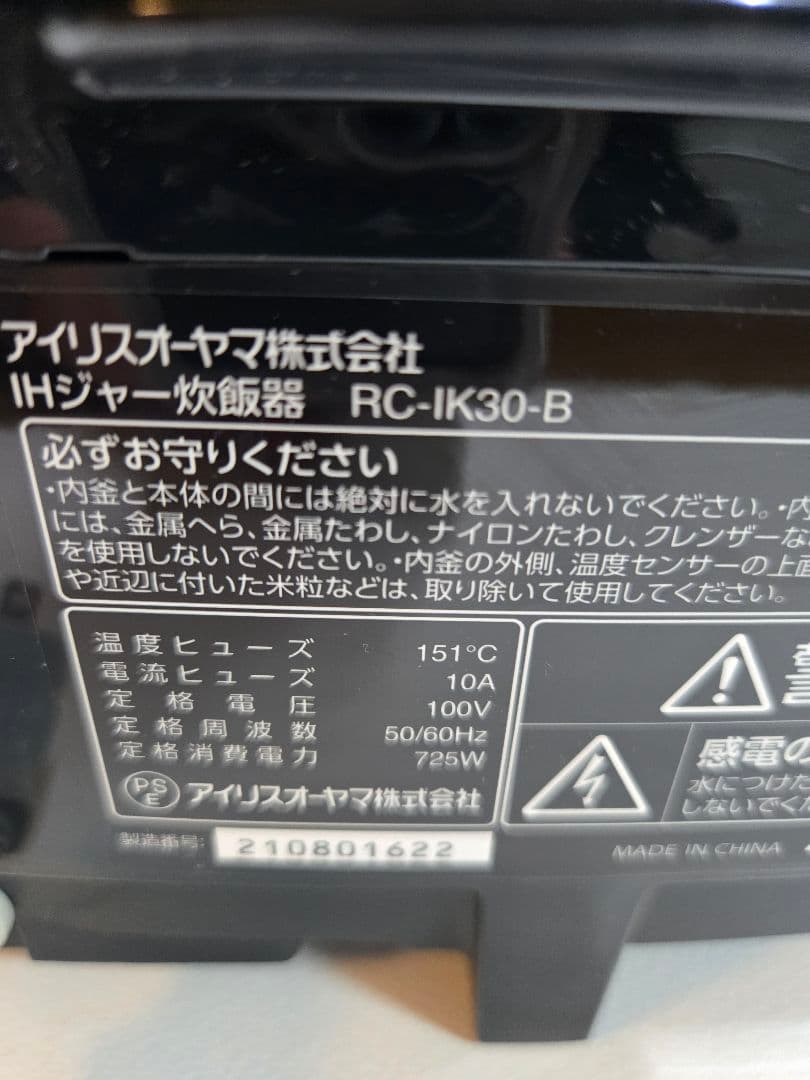 アイリスオーヤマ株式会社
IHジャー炊飯器 RC-IK30-B
必ずお守りください
・内釜と本体の間には絶対に水を入れないでください。・内
には、金属へら、金属たわし、ナイロンたわし、クレンザーな
を使用しないでください。・内釜の外側、温度センサーの上面
や近辺に付いた米粒などは、取り除いて使用してください。
温度ヒューズ 151°C
電流ヒューズ 10A
定格電圧 100V
定格周波数 50/60Hz
定格消費電力 725W
PSE アイリスオーヤマ株式会社
感電の
水につけた
しないでくだ
製造番号: 210801622
MADE IN CHINA